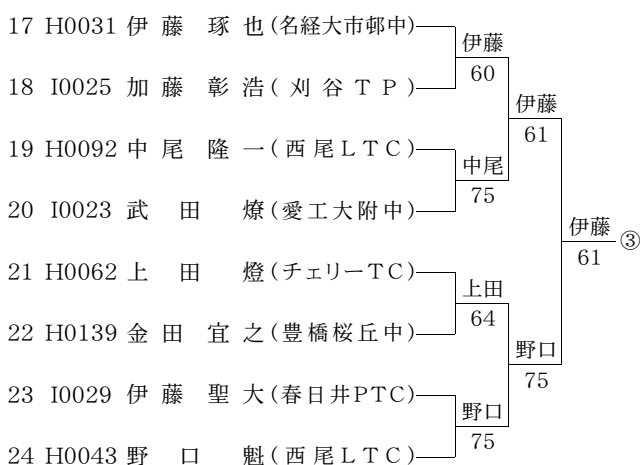 17 H0031 伊藤 琢也(名経大市邨中)
伊藤
60
18 I0025 加藤 彰浩(刈谷TP)
伊藤
61
19 H0092 中尾 隆一(西尾LTC)
中尾
75
20 I0023 武田 燎(愛工大附中)
伊藤 ③
61
21 H0062 上田 燈(チェリーTC)
上田
64
22 H0139 金田 宜之(豊橋桜丘中)
野口
75
23 I0029 伊藤 聖大(春日井PTC)
野口
75
24 H0043 野口 魁(西尾LTC)